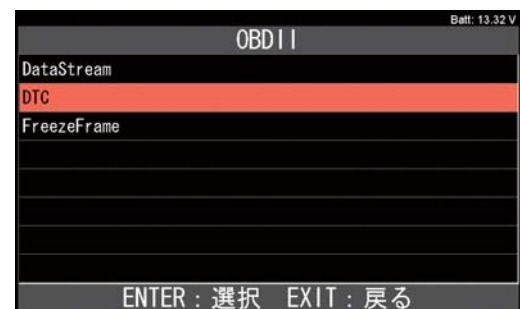 Batt: 13.32 V
OBDII
DataStream
DTC
FreezeFrame
ENTER：選択 EXIT：戻る